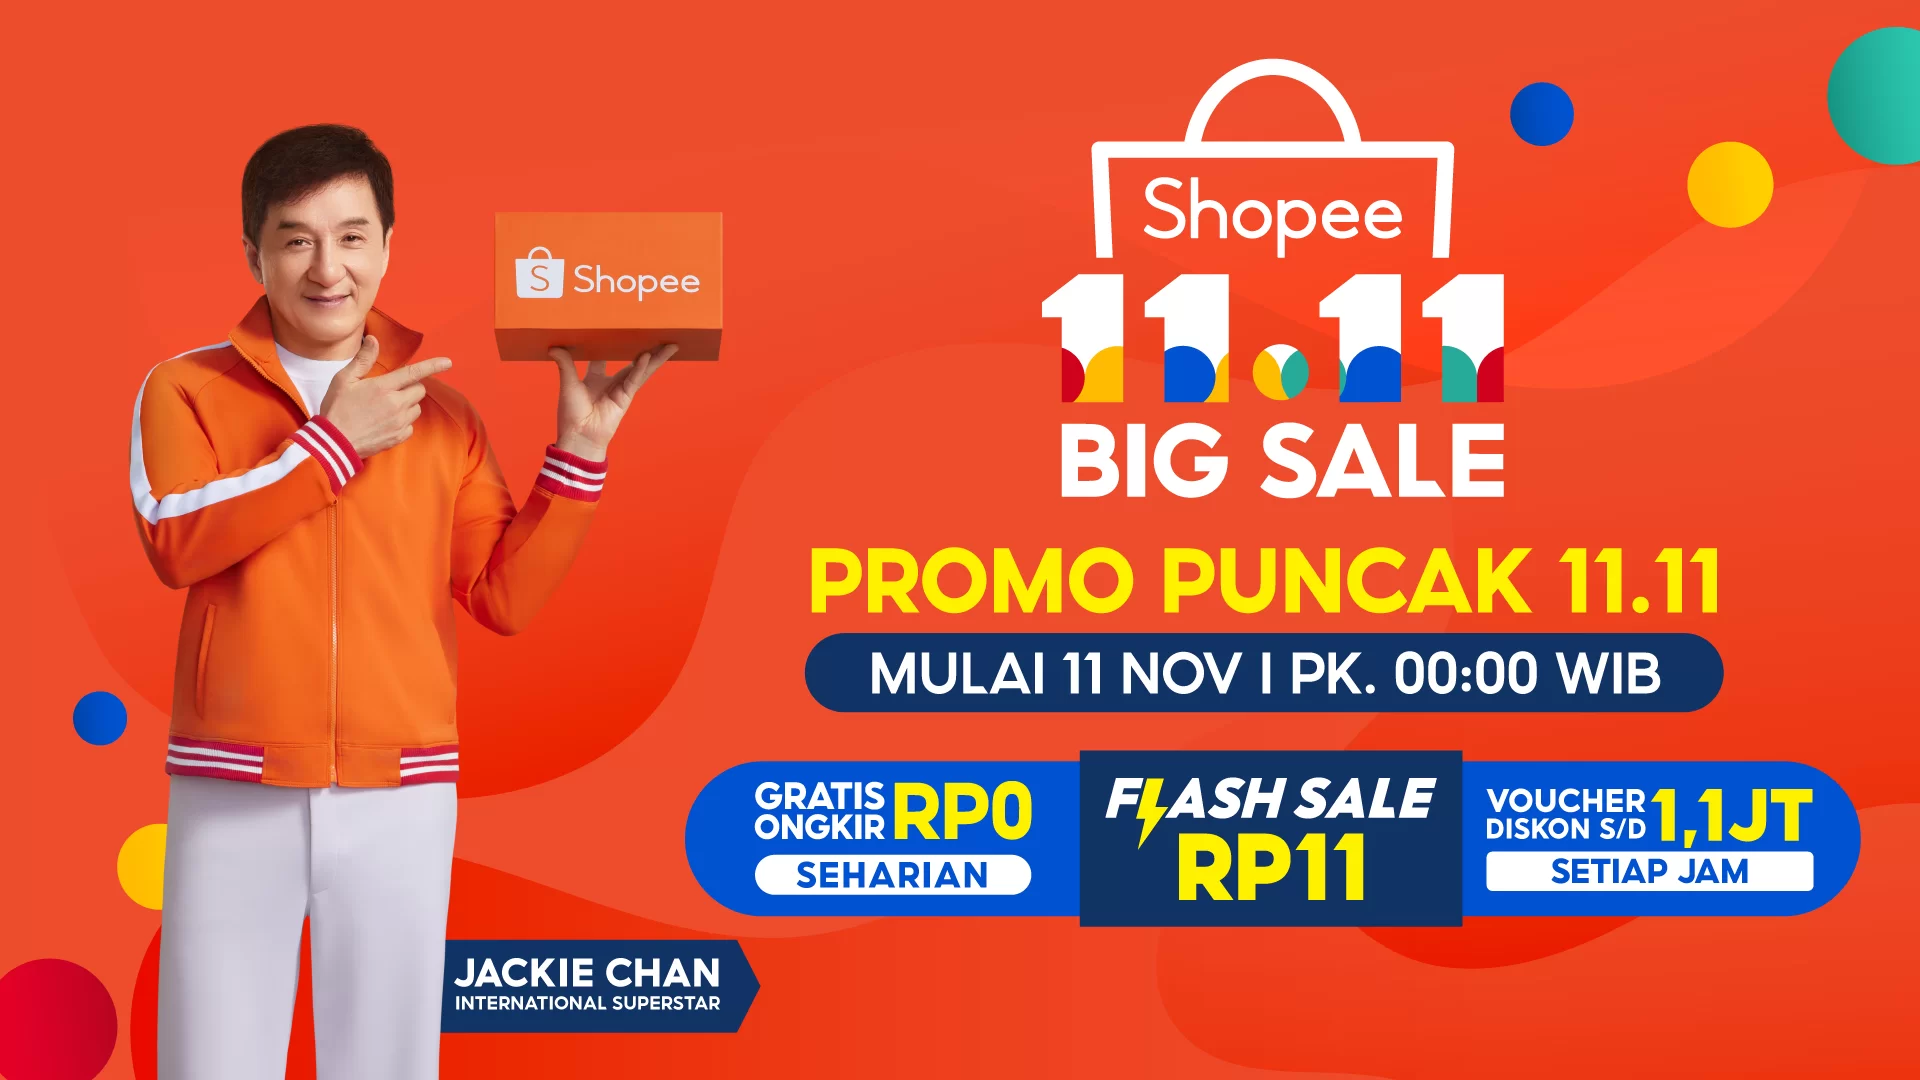 Shopee
S Shopee
11.11
BIG SALE
PROMO PUNCAK 11.11
MULAI 11 NOV | PK. 00:00 WIB
GRATIS
ONGKIR RP0
SEHARIAN
FLASH SALE
RP11
VOUCHER
DISKON S/D 1,1JT
SETIAP JAM
JACKIE CHAN
INTERNATIONAL SUPERSTAR